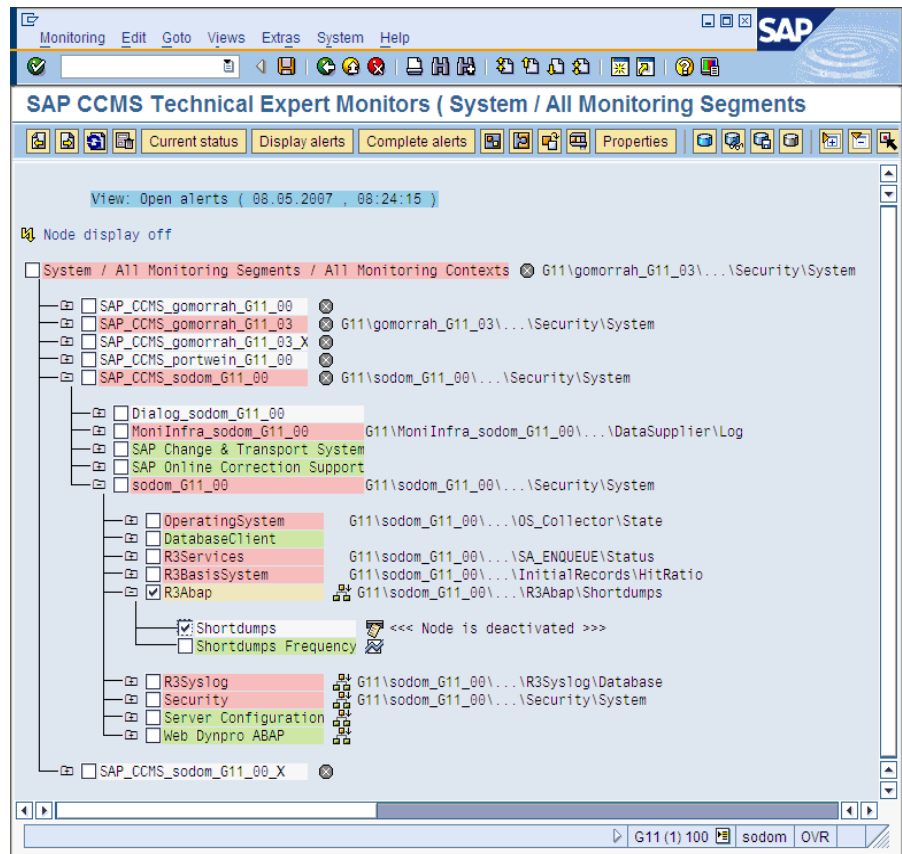 Monitoring Edit Goto Views Extras System Help
SAP
SAP CCMS Technical Expert Monitors ( System / All Monitoring Segments
Current status Display alerts Complete alerts Properties
View: Open alerts ( 08.05.2007 , 08:24:15 )
Node display off
System / All Monitoring Segments / All Monitoring Contexts G11\gomorrah_G11_03\...\Security\System
SAP_CCMS_gomorrah_G11_00
SAP_CCMS_gomorrah_G11_03 G11\gomorrah_G11_03\...\Security\System
SAP_CCMS_gomorrah_G11_03_X
SAP_CCMS_portwein_G11_00
SAP_CCMS_sodom_G11_00 G11\sodom_G11_00\...\Security\System
Dialog_sodom_G11_00
MoniInfra_sodom_G11_00 G11\MoniInfra_sodom_G11_00\...\DataSupplier\Log
SAP Change & Transport System
SAP Online Correction Support
sodom_G11_00 G11\sodom_G11_00\...\Security\System
OperatingSystem G11\sodom_G11_00\...\OS_Collector\State
DatabaseClient
R3Services G11\sodom_G11_00\...\SA_ENQUEUE\Status
R3BasisSystem G11\sodom_G11_00\...\InitialRecords\HitRatio
R3Abap G11\sodom_G11_00\...\R3Abap\Shortdumps
Shortdumps <<< Node is deactivated >>>
Shortdumps Frequency
R3Syslog G11\sodom_G11_00\...\R3Syslog\Database
Security G11\sodom_G11_00\...\Security\System
Server Configuration
Web Dynpro ABAP
SAP_CCMS_sodom_G11_00_X
G11 (1) 100 sodom OVR